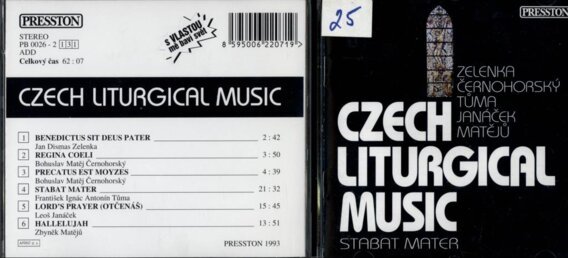 PRESSTON
STEREO
PB 0026 - 2 131
ADD
Celkový čas 62 : 07
s VLASTOU
mě baví svět
8 595006 220719 >
CZECH LITURGICAL MUSIC
1 BENEDICTUS SIT DEUS PATER 2 : 42
Jan Dismas Zelenka
2 REGINA COELI 3 : 50
Bohuslav Matěj Černohorský
3 PRECATUS EST MOYZES 4 : 39
Bohuslav Matěj Černohorský
4 STABAT MATER 21 : 32
František Ignác Antonín Tůma
5 LORD'S PRAYER (OTČENÁŠ) 15 : 45
Leoš Janáček
6 HALLELUJAH 13 : 51
Zbyněk Matějů
PRESSTON 1993
25
PRESSTON
ZELENKA
ČERNOHORSKÝ
TŮMA
JANÁČEK
MATĚJŮ
CZECH
LITURGICAL
MUSIC
STABAT MATER